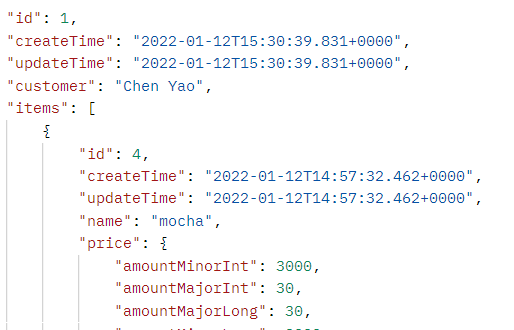 "id": 1,
"createTime": "2022-01-12T15:30:39.831+0000",
"updateTime": "2022-01-12T15:30:39.831+0000",
"customer": "Chen Yao",
"items": [
{
"id": 4,
"createTime": "2022-01-12T14:57:32.462+0000",
"updateTime": "2022-01-12T14:57:32.462+0000",
"name": "mocha",
"price": {
"amountMinorInt": 3000,
"amountMajorInt": 30,
"amountMajorLong": 30,